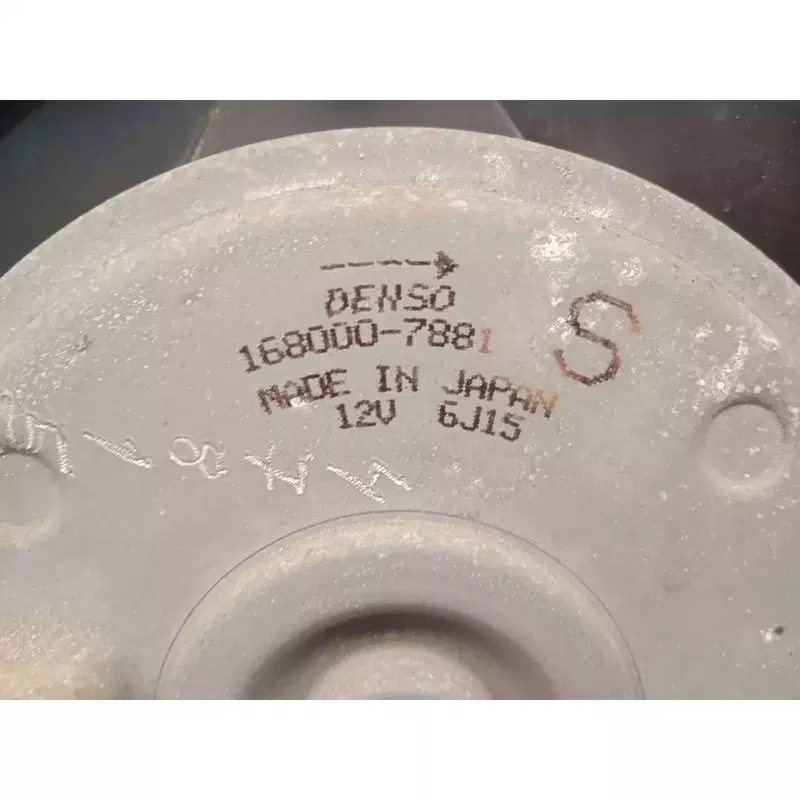 DENSO
168000-7881
S
MADE IN JAPAN
12V 6J15